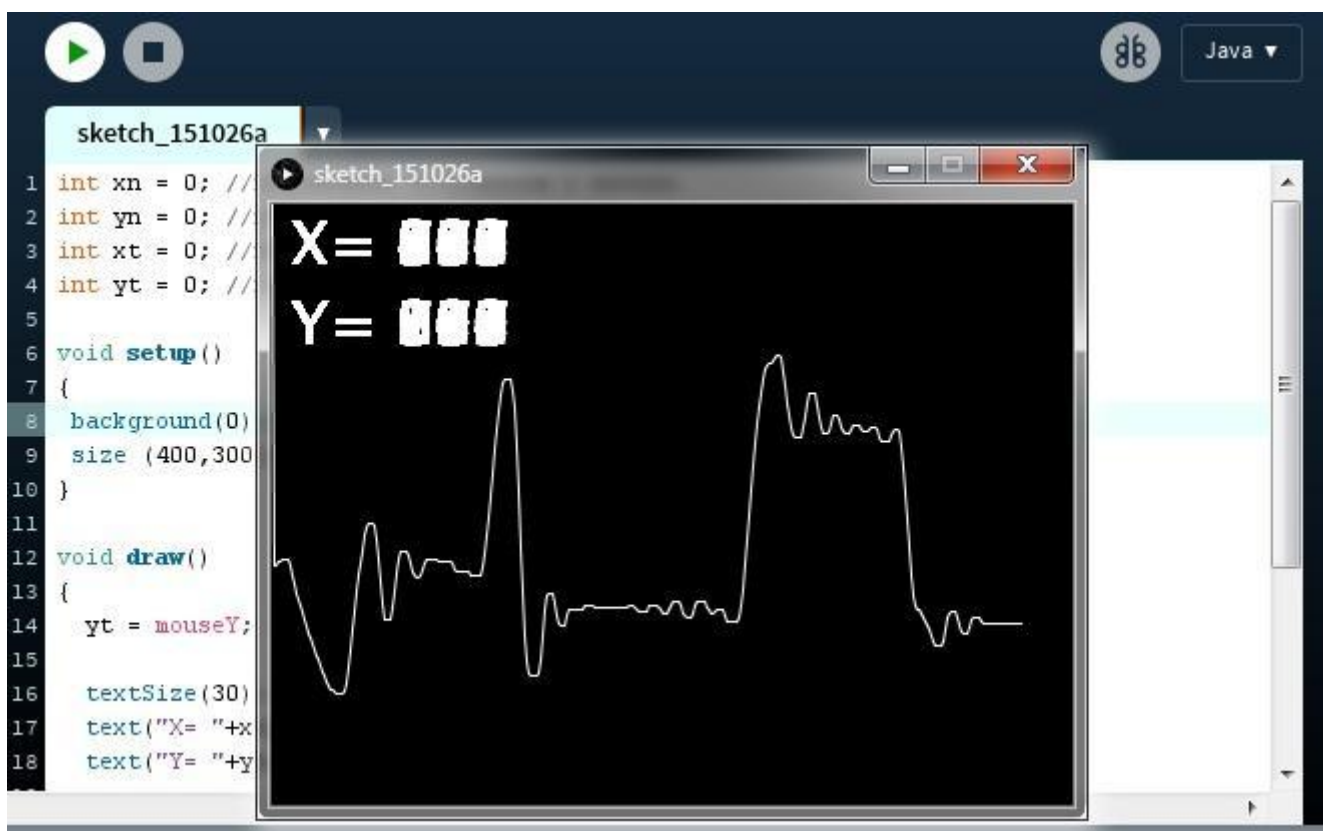 Java ▼
sketch_151026a
▼
1 int xn = 0; //
2 int yn = 0; //
3 int xt = 0; //
4 int yt = 0; //
5
6 void setup()
7 {
8 background(0)
9 size (400,300
10 }
11
12 void draw()
13 {
14 yt = mouseY;
15
16 textSize(30)
17 text("X= "+x
18 text("Y= "+y
sketch_151026a
X=
Y=